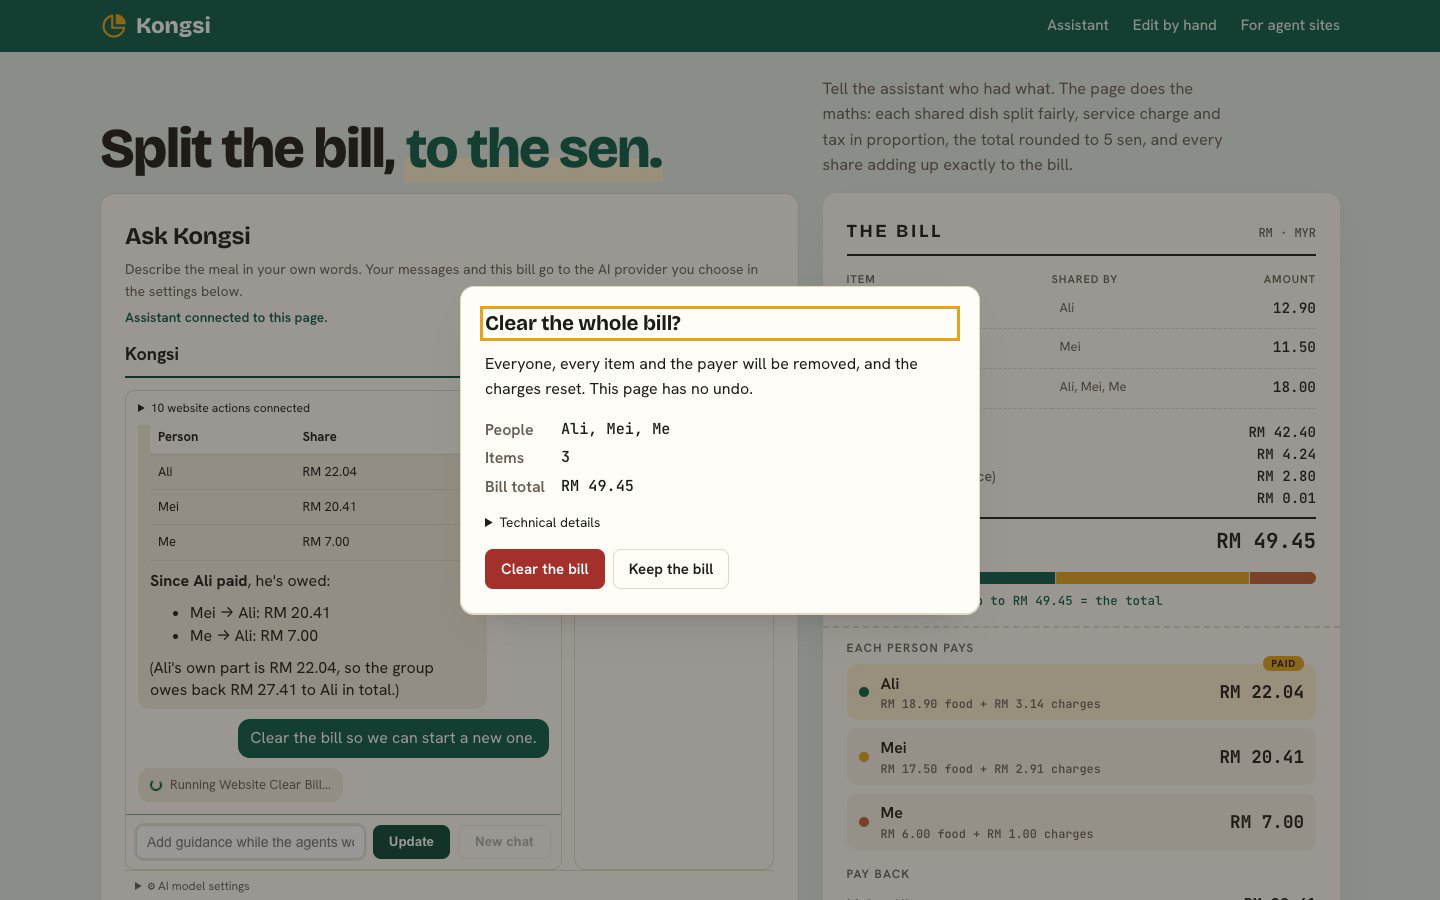 Kongsi
Assistant
Edit by hand
For agent sites
Split the bill, to the sen.
Tell the assistant who had what. The page does the
maths: each shared dish split fairly, service charge and
tax in proportion, the total rounded to 5 sen, and every
share adding up exactly to the bill.
Ask Kongsi
Describe the meal in your own words. Your messages and this bill go to the AI provider you choose in
the settings below.
Assistant connected to this page.
Kongsi
10 website actions connected
Person Share
Ali RM 22.04
Mei RM 20.41
Me RM 7.00
Since Ali paid, he's owed:
• Mei → Ali: RM 20.41
• Me → Ali: RM 7.00
(Ali's own part is RM 22.04, so the group
owes back RM 27.41 to Ali in total.)
Clear the bill so we can start a new one.
Running Website Clear Bill…
Add guidance while the agents
Update
New chat
AI model settings
Clear the whole bill?
Everyone, every item and the payer will be removed, and the
charges reset. This page has no undo.
People Ali, Mei, Me
Items 3
Bill total RM 49.45
Technical details
Clear the bill
Keep the bill
THE BILL RM · MYR
ITEM SHARED BY AMOUNT
Ali 12.90
Mei 11.50
Ali, Mei, Me 18.00
RM 42.40
RM 4.24
RM 2.80
RM 0.01
RM 49.45
to RM 49.45 = the total
EACH PERSON PAYS
PAID
Ali RM 22.04
RM 18.90 food + RM 3.14 charges
Mei RM 20.41
RM 17.50 food + RM 2.91 charges
Me RM 7.00
RM 6.00 food + RM 1.00 charges
PAY BACK